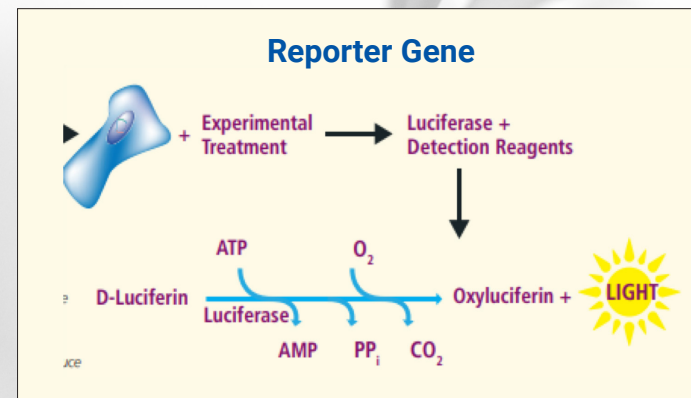 Reporter Gene
+ Experimental
Treatment
Luciferase +
Detection Reagents
ATP
O₂
D-Luciferin
Luciferase
Oxyluciferin +
LIGHT
AMP
PPᵢ
CO₂